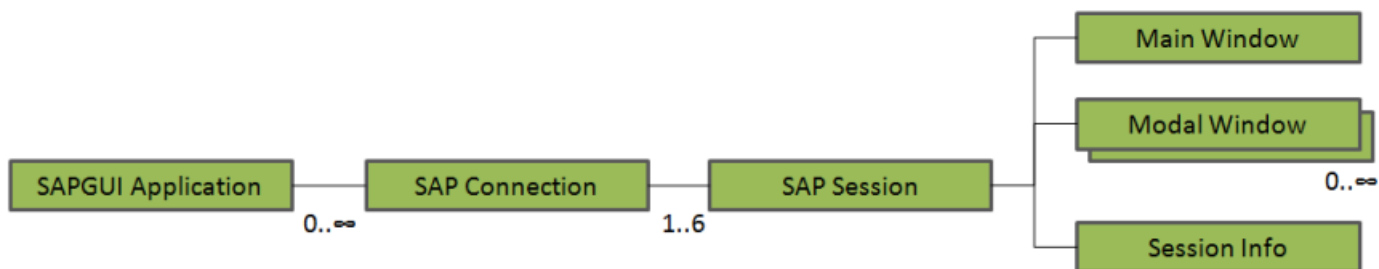 Main Window
Modal Window
0..∞
SAPGUI Application
SAP Connection
SAP Session
0..∞
1..6
Session Info